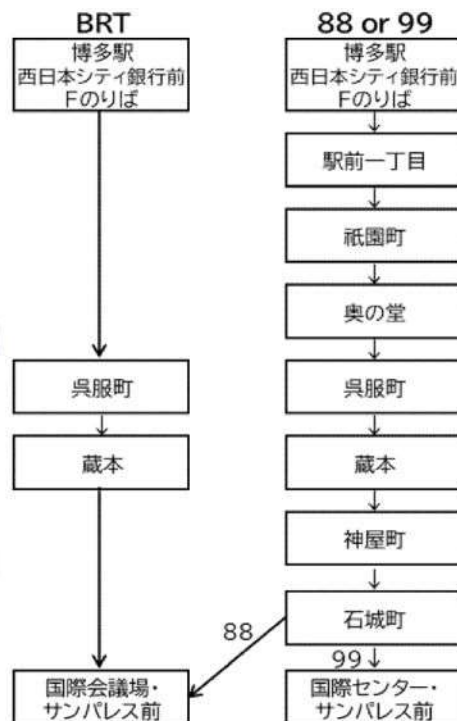 BRT
博多駅
西日本シティ銀行前
Fのりば
呉服町
蔵本
国際会議場・
サンパレス前
88 or 99
博多駅
西日本シティ銀行前
Fのりば
駅前一丁目
祇園町
奥の堂
呉服町
蔵本
神屋町
石城町
88
99
国際センター・
サンパレス前